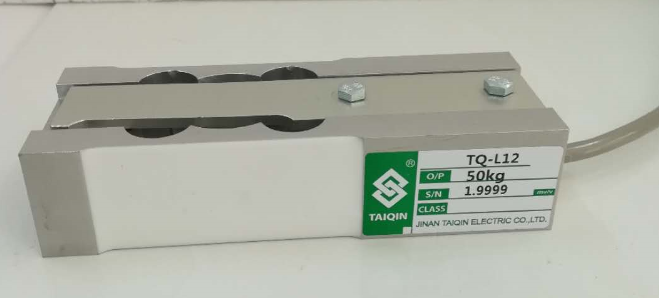 TQ-L12
O/P 50kg
S/N 1.9999 mv/v
CLASS
®
TAIQIN
JINAN TAIQIN ELECTRIC CO.,LTD.